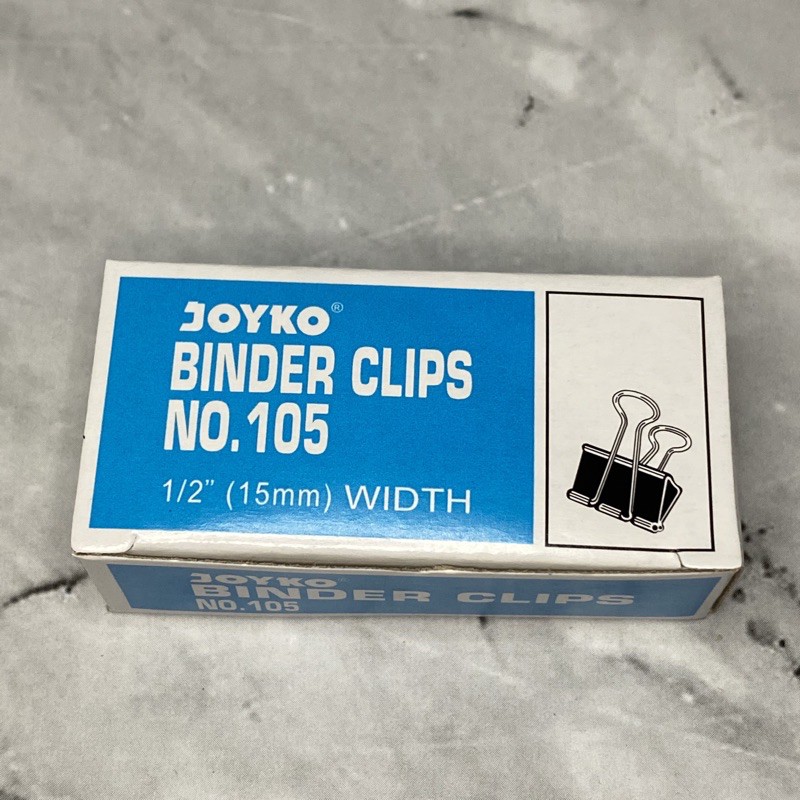 JOYKO®
BINDER CLIPS
NO.105
1/2" (15mm) WIDTH
JOYKO
BINDER CLIPS
NO.105